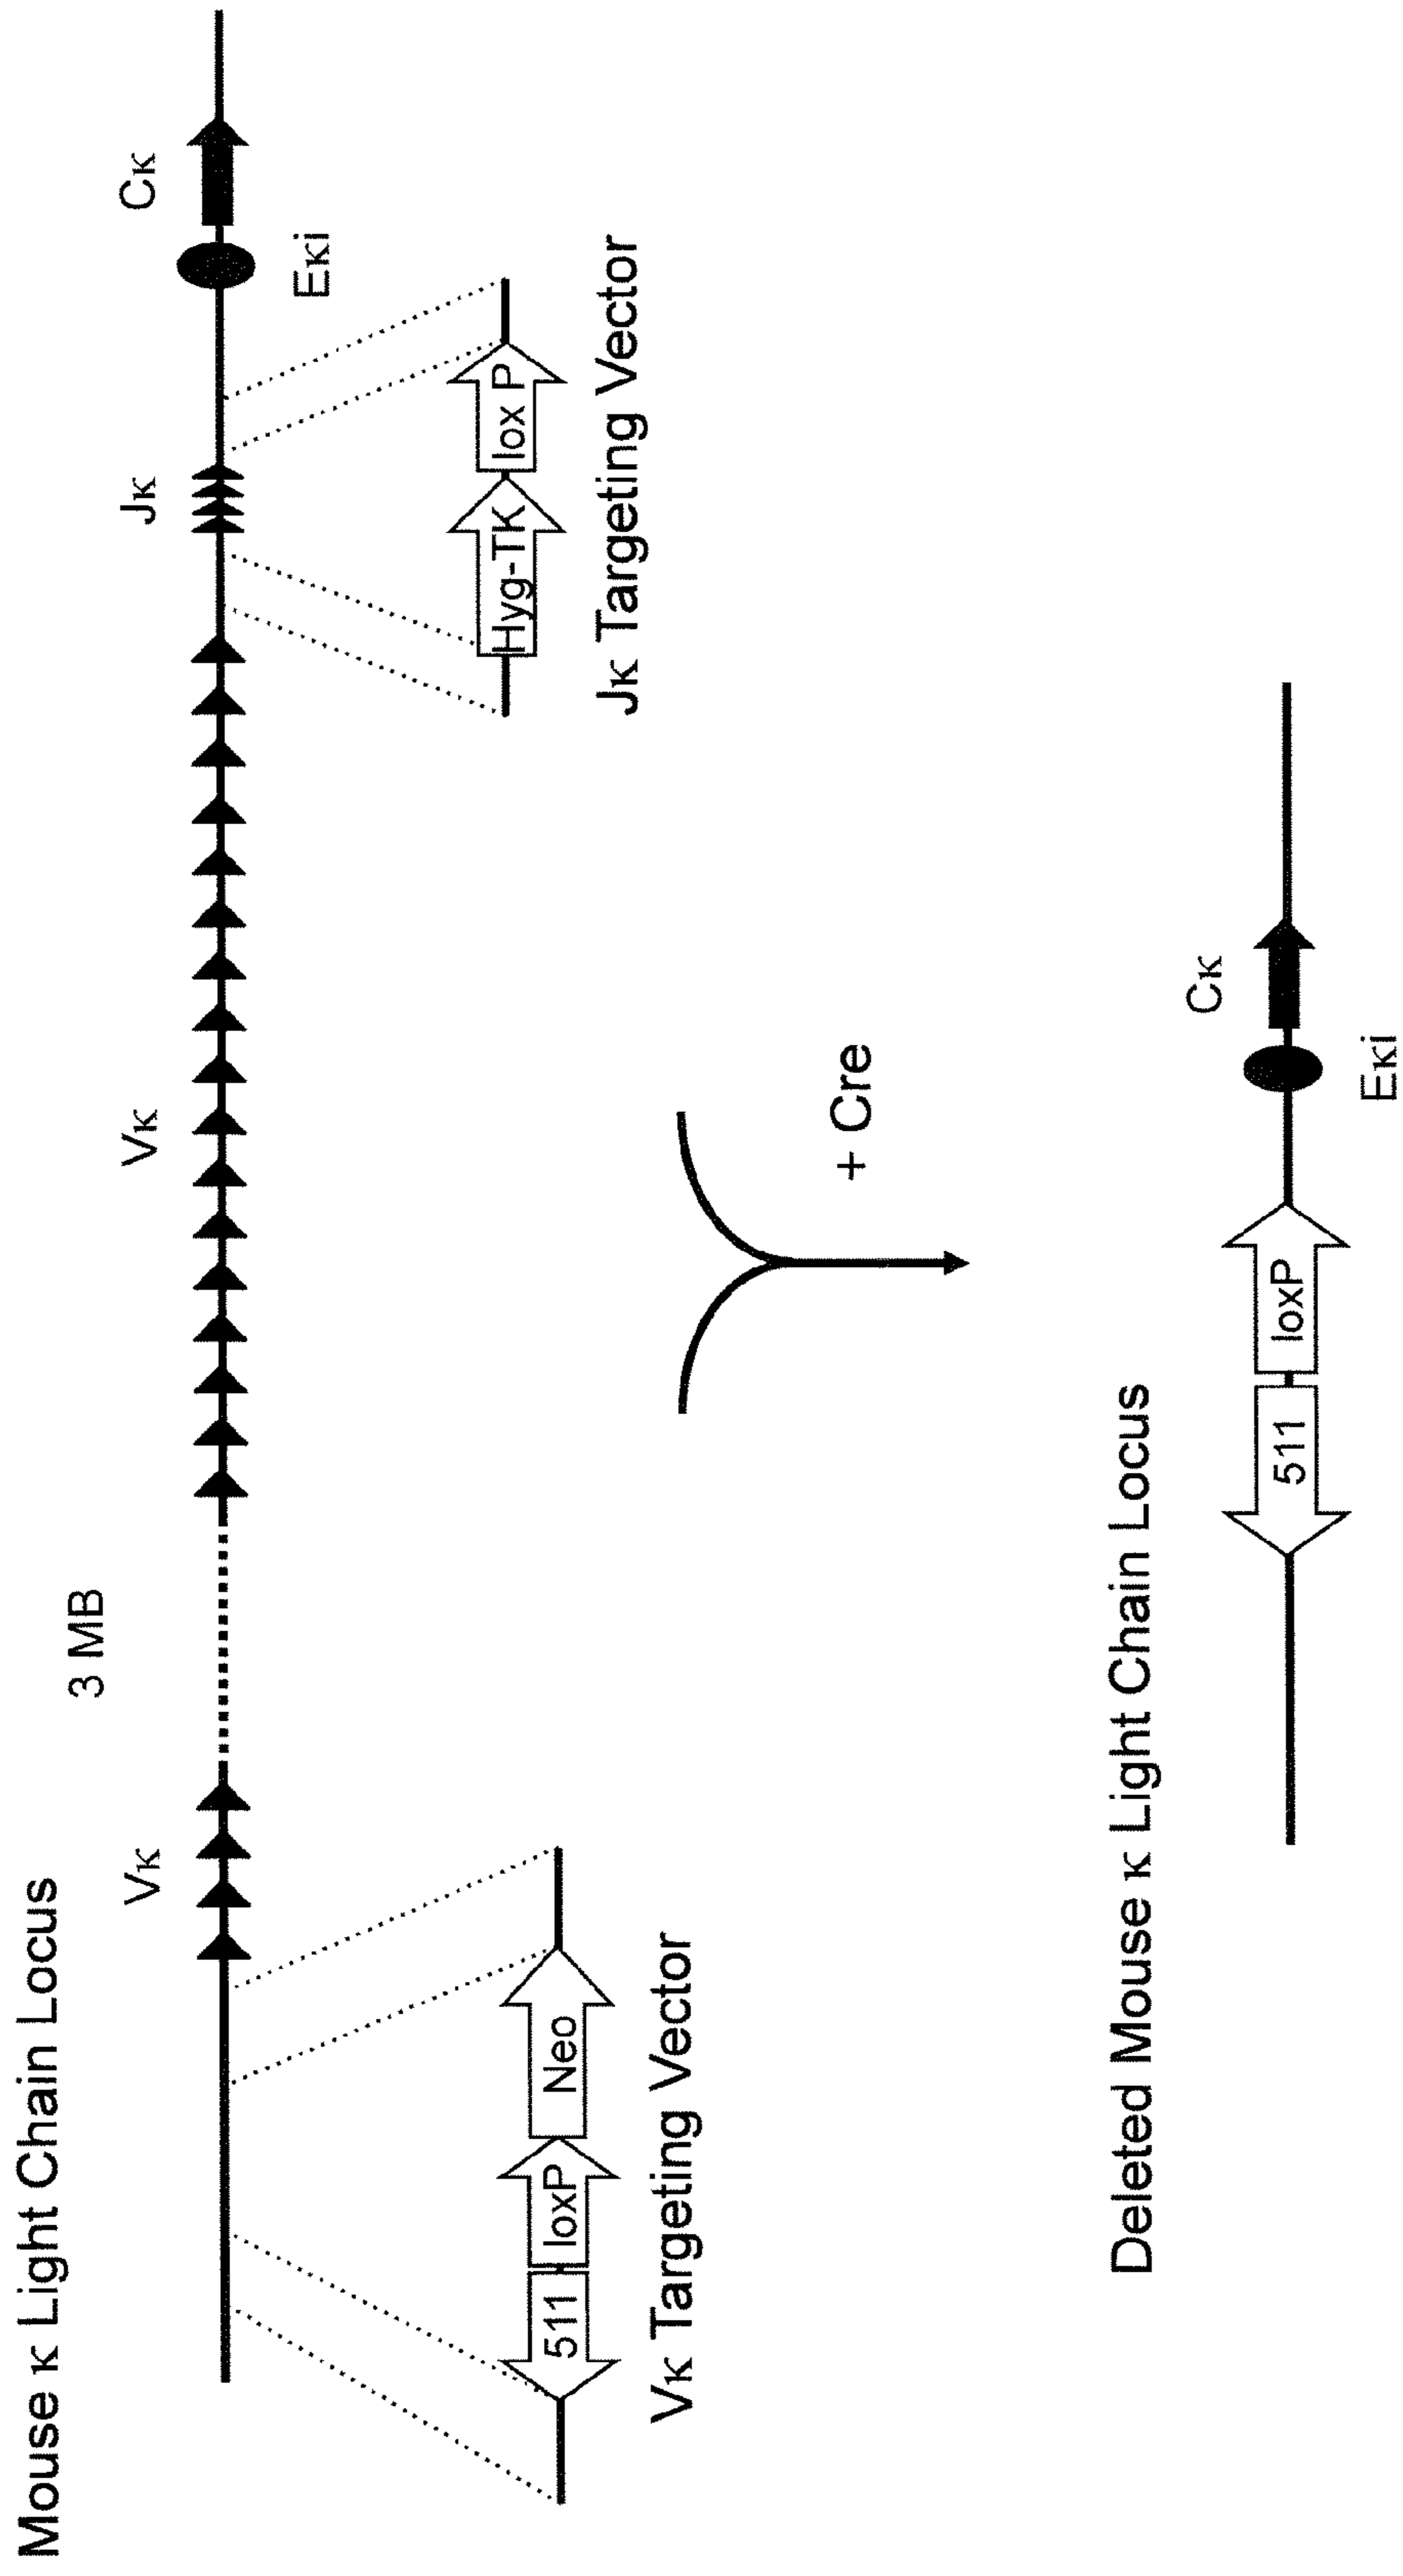 Mouse κ Light Chain Locus
3 MB
Vκ
Vκ
Jκ
Cκ
Eκi
511
loxP
Neo
Vκ Targeting Vector
Hyg-TK
lox P
Jκ Targeting Vector
+ Cre
Deleted Mouse κ Light Chain Locus
511
loxP
Cκ
Eκi